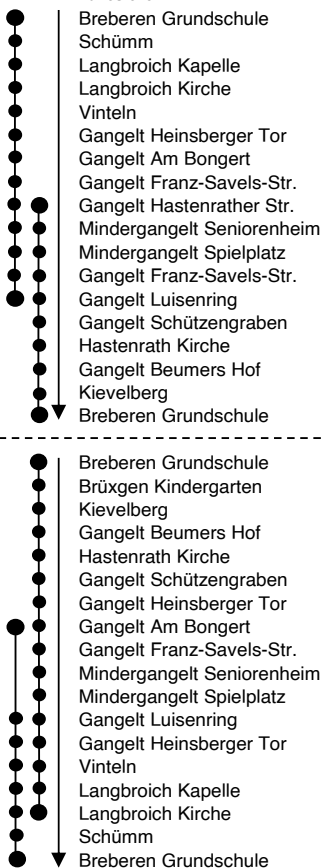 Breberen Grundschule
Schümm
Langbroich Kapelle
Langbroich Kirche
Vinteln
Gangelt Heinsberger Tor
Gangelt Am Bongert
Gangelt Franz-Savels-Str.
Gangelt Hastenrather Str.
Mindergangelt Seniorenheim
Mindergangelt Spielplatz
Gangelt Franz-Savels-Str.
Gangelt Luisenring
Gangelt Schützengraben
Hastenrath Kirche
Gangelt Beumers Hof
Kievelberg
Breberen Grundschule
Breberen Grundschule
Brüxgen Kindergarten
Kievelberg
Gangelt Beumers Hof
Hastenrath Kirche
Gangelt Schützengraben
Gangelt Heinsberger Tor
Gangelt Am Bongert
Gangelt Franz-Savels-Str.
Mindergangelt Seniorenheim
Mindergangelt Spielplatz
Gangelt Luisenring
Gangelt Heinsberger Tor
Vinteln
Langbroich Kapelle
Langbroich Kirche
Schümm
Breberen Grundschule